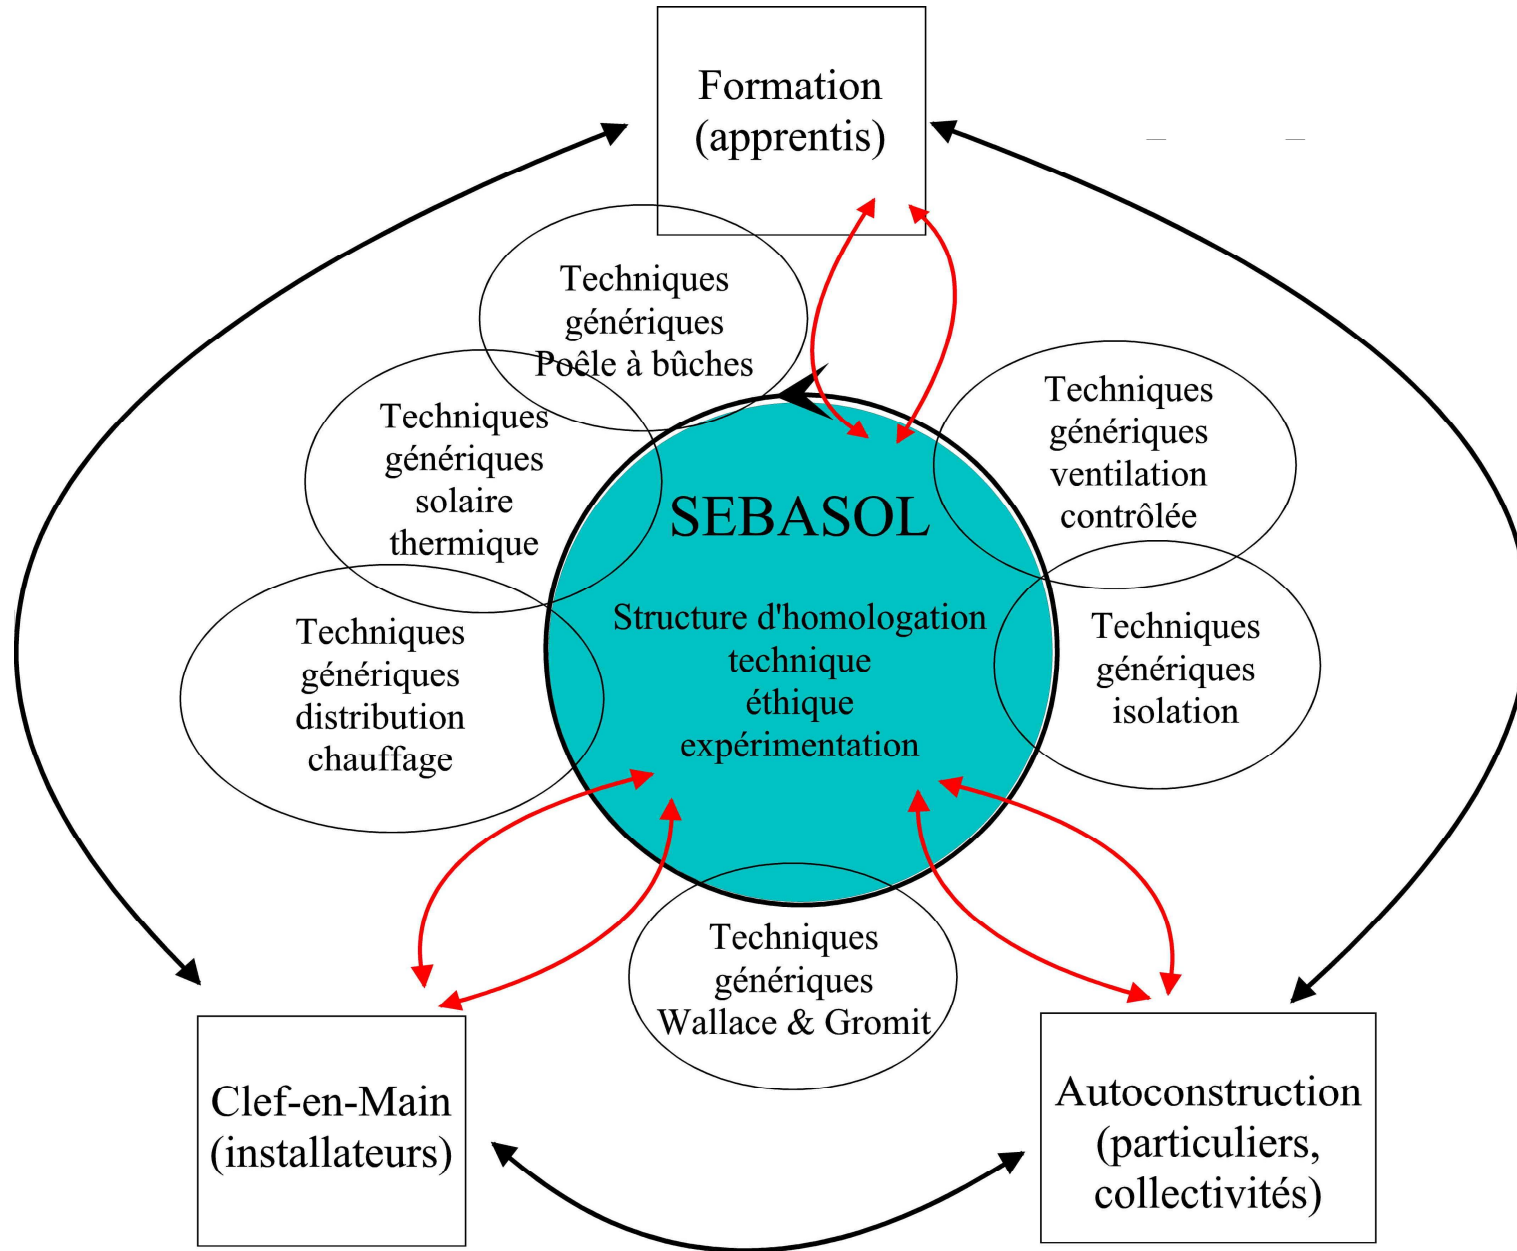 Formation
(apprentis)
Techniques
génériques
Poêle à bûches
Techniques
génériques
solaire
thermique
Techniques
génériques
ventilation
contrôlée
SEBASOL
Structure d'homologation
technique
éthique
expérimentation
Techniques
génériques
distribution
chauffage
Techniques
génériques
isolation
Techniques
génériques
Wallace & Gromit
Clef-en-Main
(installateurs)
Autoconstruction
(particuliers,
collectivités)